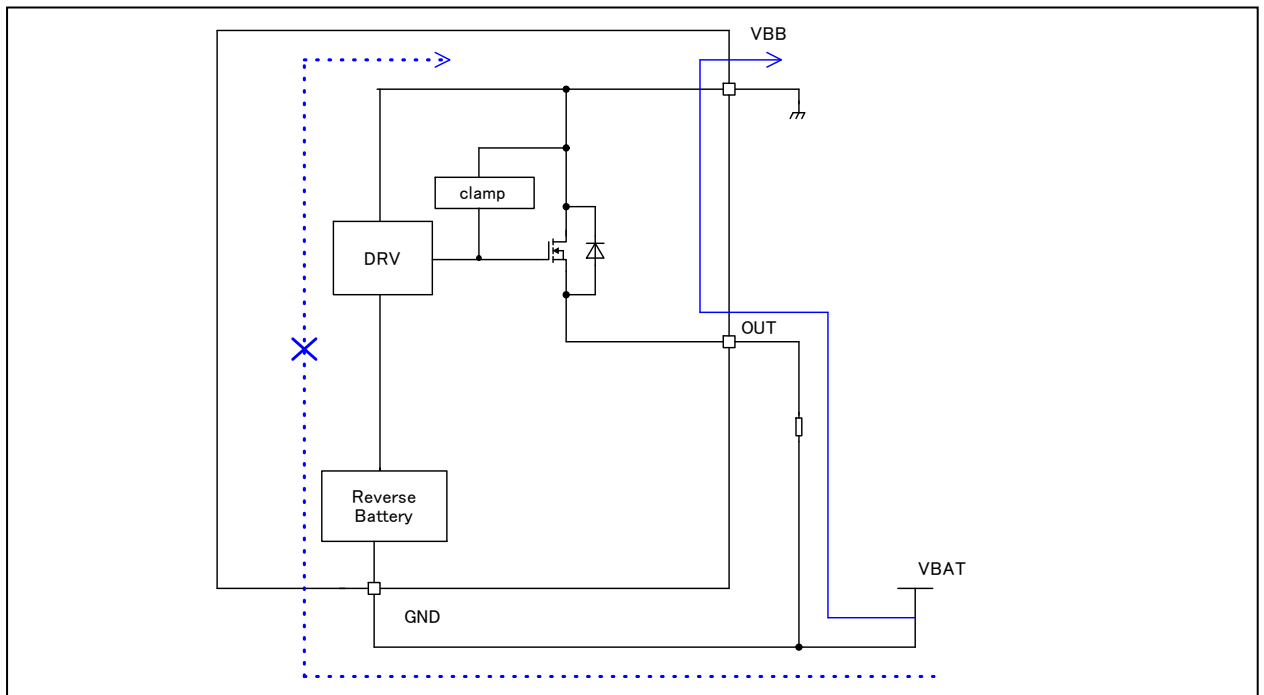 VBB
clamp
DRV
OUT
Reverse
Battery
VBAT
GND